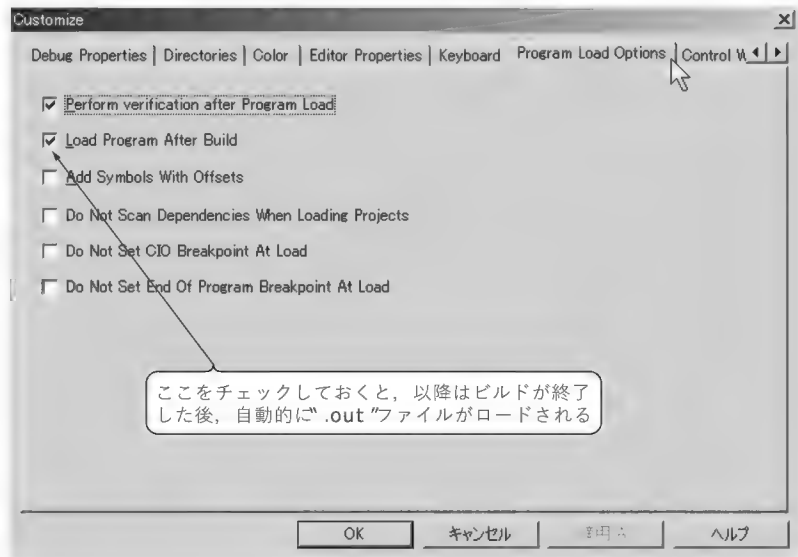 Customize
Debug Properties | Directories | Color | Editor Properties | Keyboard Program Load Options | Control W
Perform verification after Program Load
Load Program After Build
Add Symbols With Offsets
Do Not Scan Dependencies When Loading Projects
Do Not Set CIO Breakpoint At Load
Do Not Set End Of Program Breakpoint At Load
ここをチェックしておくと，以降はビルドが終了
した後，自動的に“.out”ファイルがロードされる
OK キャンセル ヘルプ